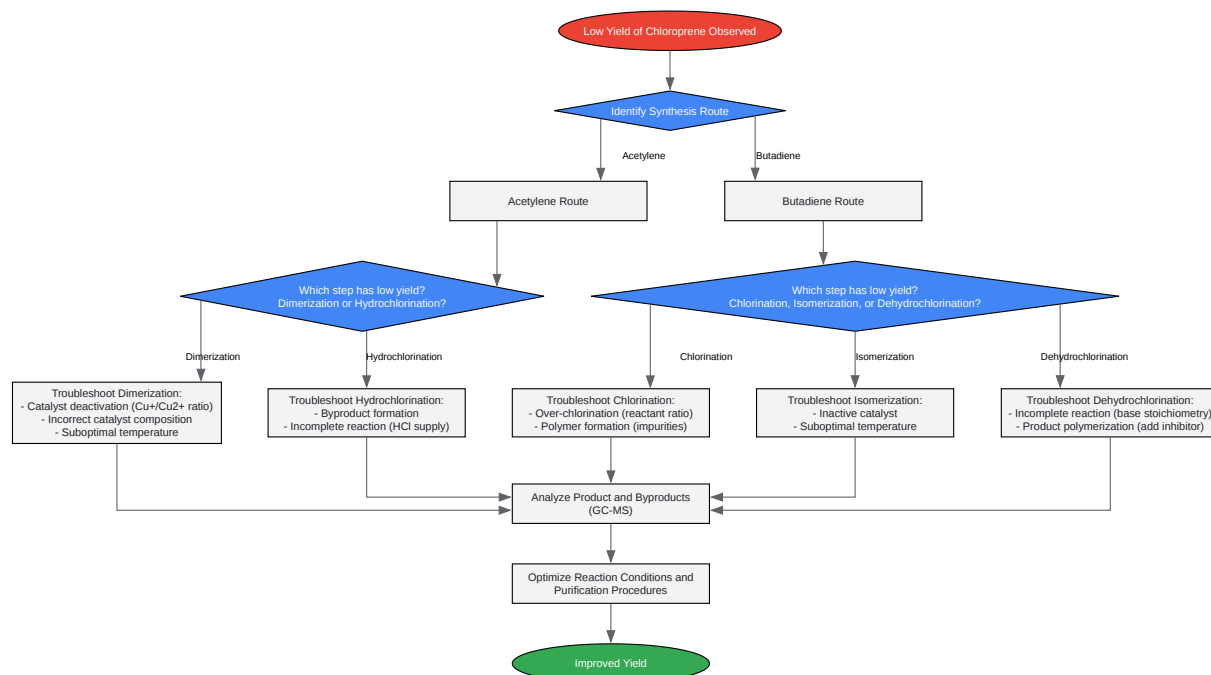 Low Yield of Chloroprene Observed
Identify Synthesis Route
Acetylene
Butadiene
Acetylene Route
Butadiene Route
Which step has low yield?
Dimerization or Hydrochlorination?
Which step has low yield?
Chlorination, Isomerization, or Dehydrochlorination?
Dimerization
Hydrochlorination
Chlorination
Isomerization
Dehydrochlorination
Troubleshoot Dimerization:
- Catalyst deactivation (Cu+/Cu2+ ratio)
- Incorrect catalyst composition
- Suboptimal temperature
Troubleshoot Hydrochlorination:
- Byproduct formation
- Incomplete reaction (HCl supply)
Troubleshoot Chlorination:
- Over-chlorination (reactant ratio)
- Polymer formation (impurities)
Troubleshoot Isomerization:
- Inactive catalyst
- Suboptimal temperature
Troubleshoot Dehydrochlorination:
- Incomplete reaction (base stoichiometry)
- Product polymerization (add inhibitor)
Analyze Product and Byproducts
(GC-MS)
Optimize Reaction Conditions and
Purification Procedures
Improved Yield